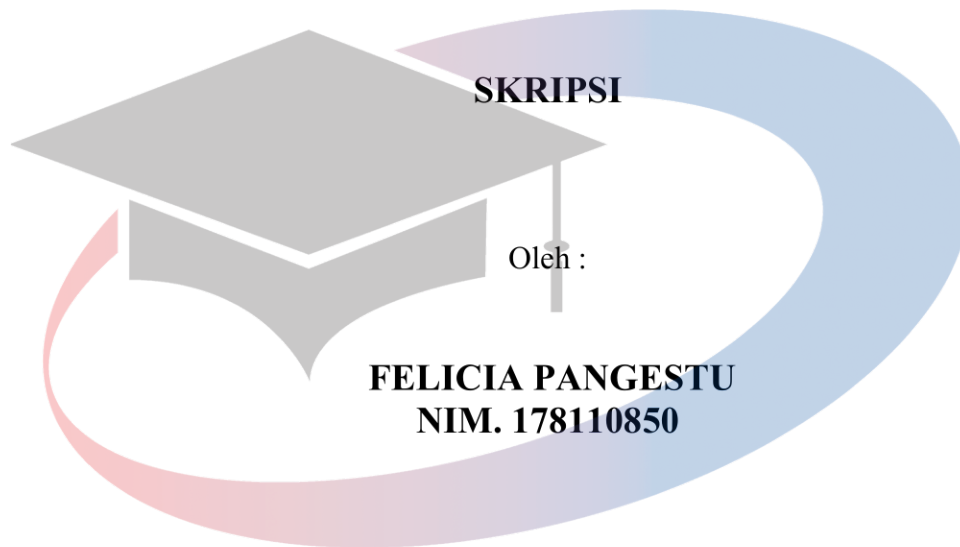 SKRIPSI
Oleh :
FELICIA PANGESTU
NIM. 178110850